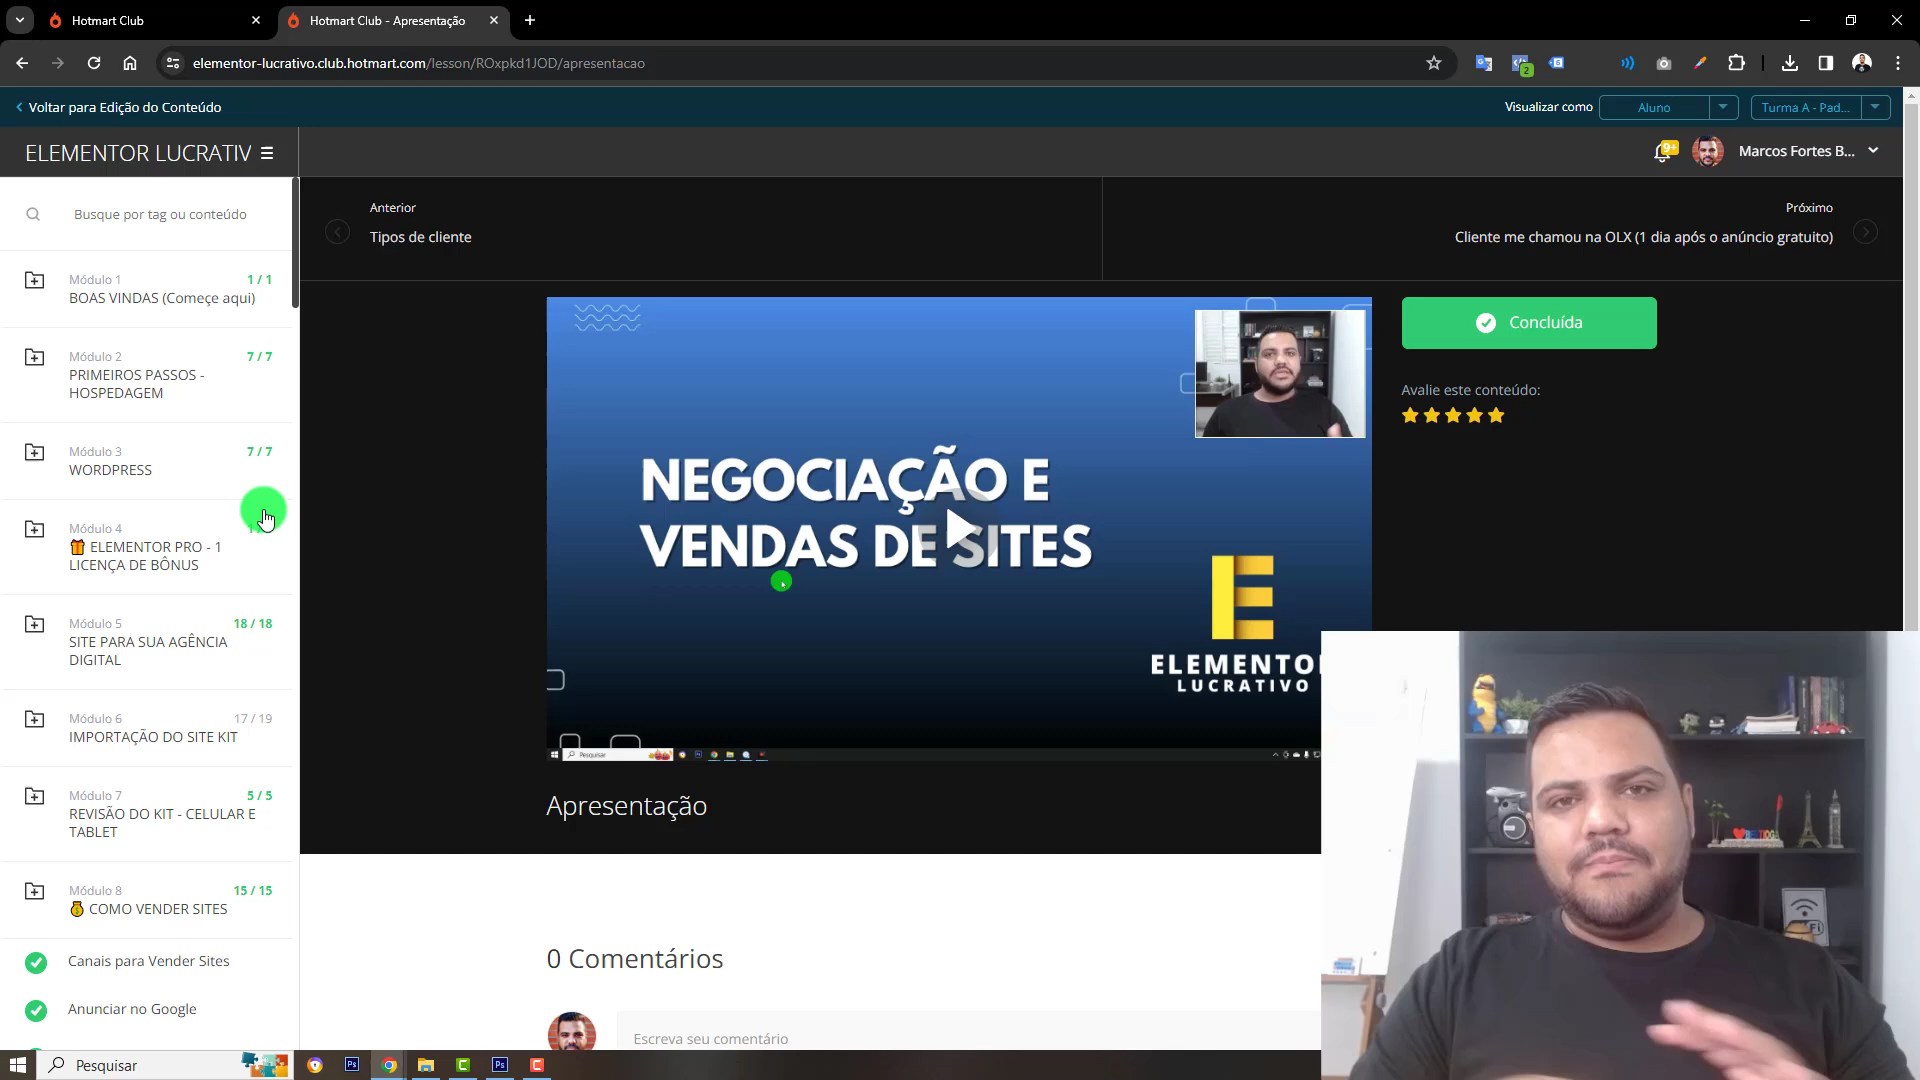 Hotmart Club
Hotmart Club - Apresentação
elementor-lucrativo.club.hotmart.com/lesson/ROxpkd1JOD/apresentacao
2
Voltar para Edição do Conteúdo
Visualizar como
Aluno
Turma A - Pad...
ELEMENTOR LUCRATIV
9+
Marcos Fortes B...
Busque por tag ou conteúdo
Anterior
Tipos de cliente
Próximo
Cliente me chamou na OLX (1 dia após o anúncio gratuito)
Módulo 1
1 / 1
BOAS VINDAS (Começe aqui)
Módulo 2
7 / 7
PRIMEIROS PASSOS -
HOSPEDAGEM
Módulo 3
7 / 7
WORDPRESS
Módulo 4
ELEMENTOR PRO - 1
LICENÇA DE BÔNUS
Módulo 5
18 / 18
SITE PARA SUA AGÊNCIA
DIGITAL
Módulo 6
17 / 19
IMPORTAÇÃO DO SITE KIT
Módulo 7
5 / 5
REVISÃO DO KIT - CELULAR E
TABLET
Módulo 8
15 / 15
COMO VENDER SITES
Canais para Vender Sites
Anunciar no Google
NEGOCIAÇÃO E
VENDAS DE SITES
ELEMENTO
LUCRATIVO
Pesquisar
Concluída
Avalie este conteúdo:
Apresentação
0 Comentários
Escreva seu comentário
Pesquisar